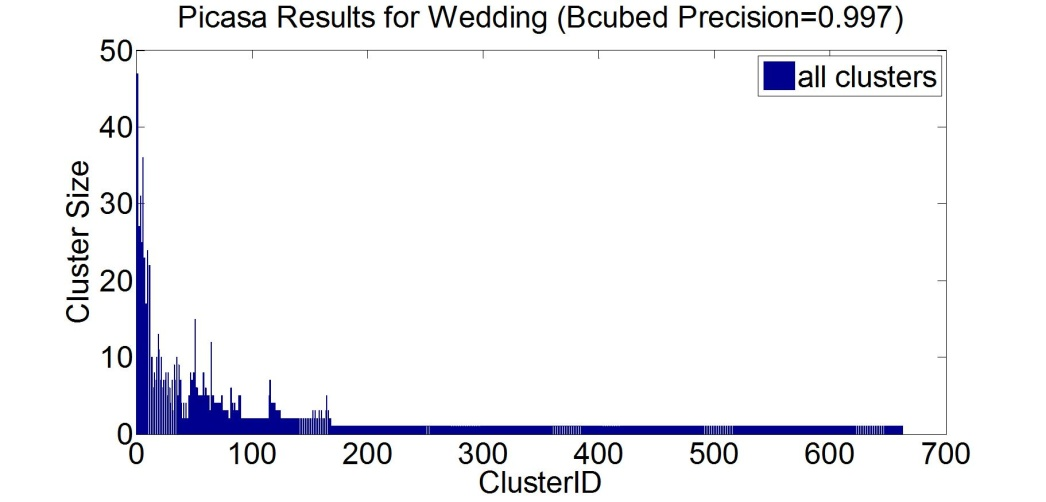 Picasa Results for Wedding (Bcubed Precision=0.997)
all clusters
Cluster Size
50
40
30
20
10
0
0 100 200 300 400 500 600 700
ClusterID